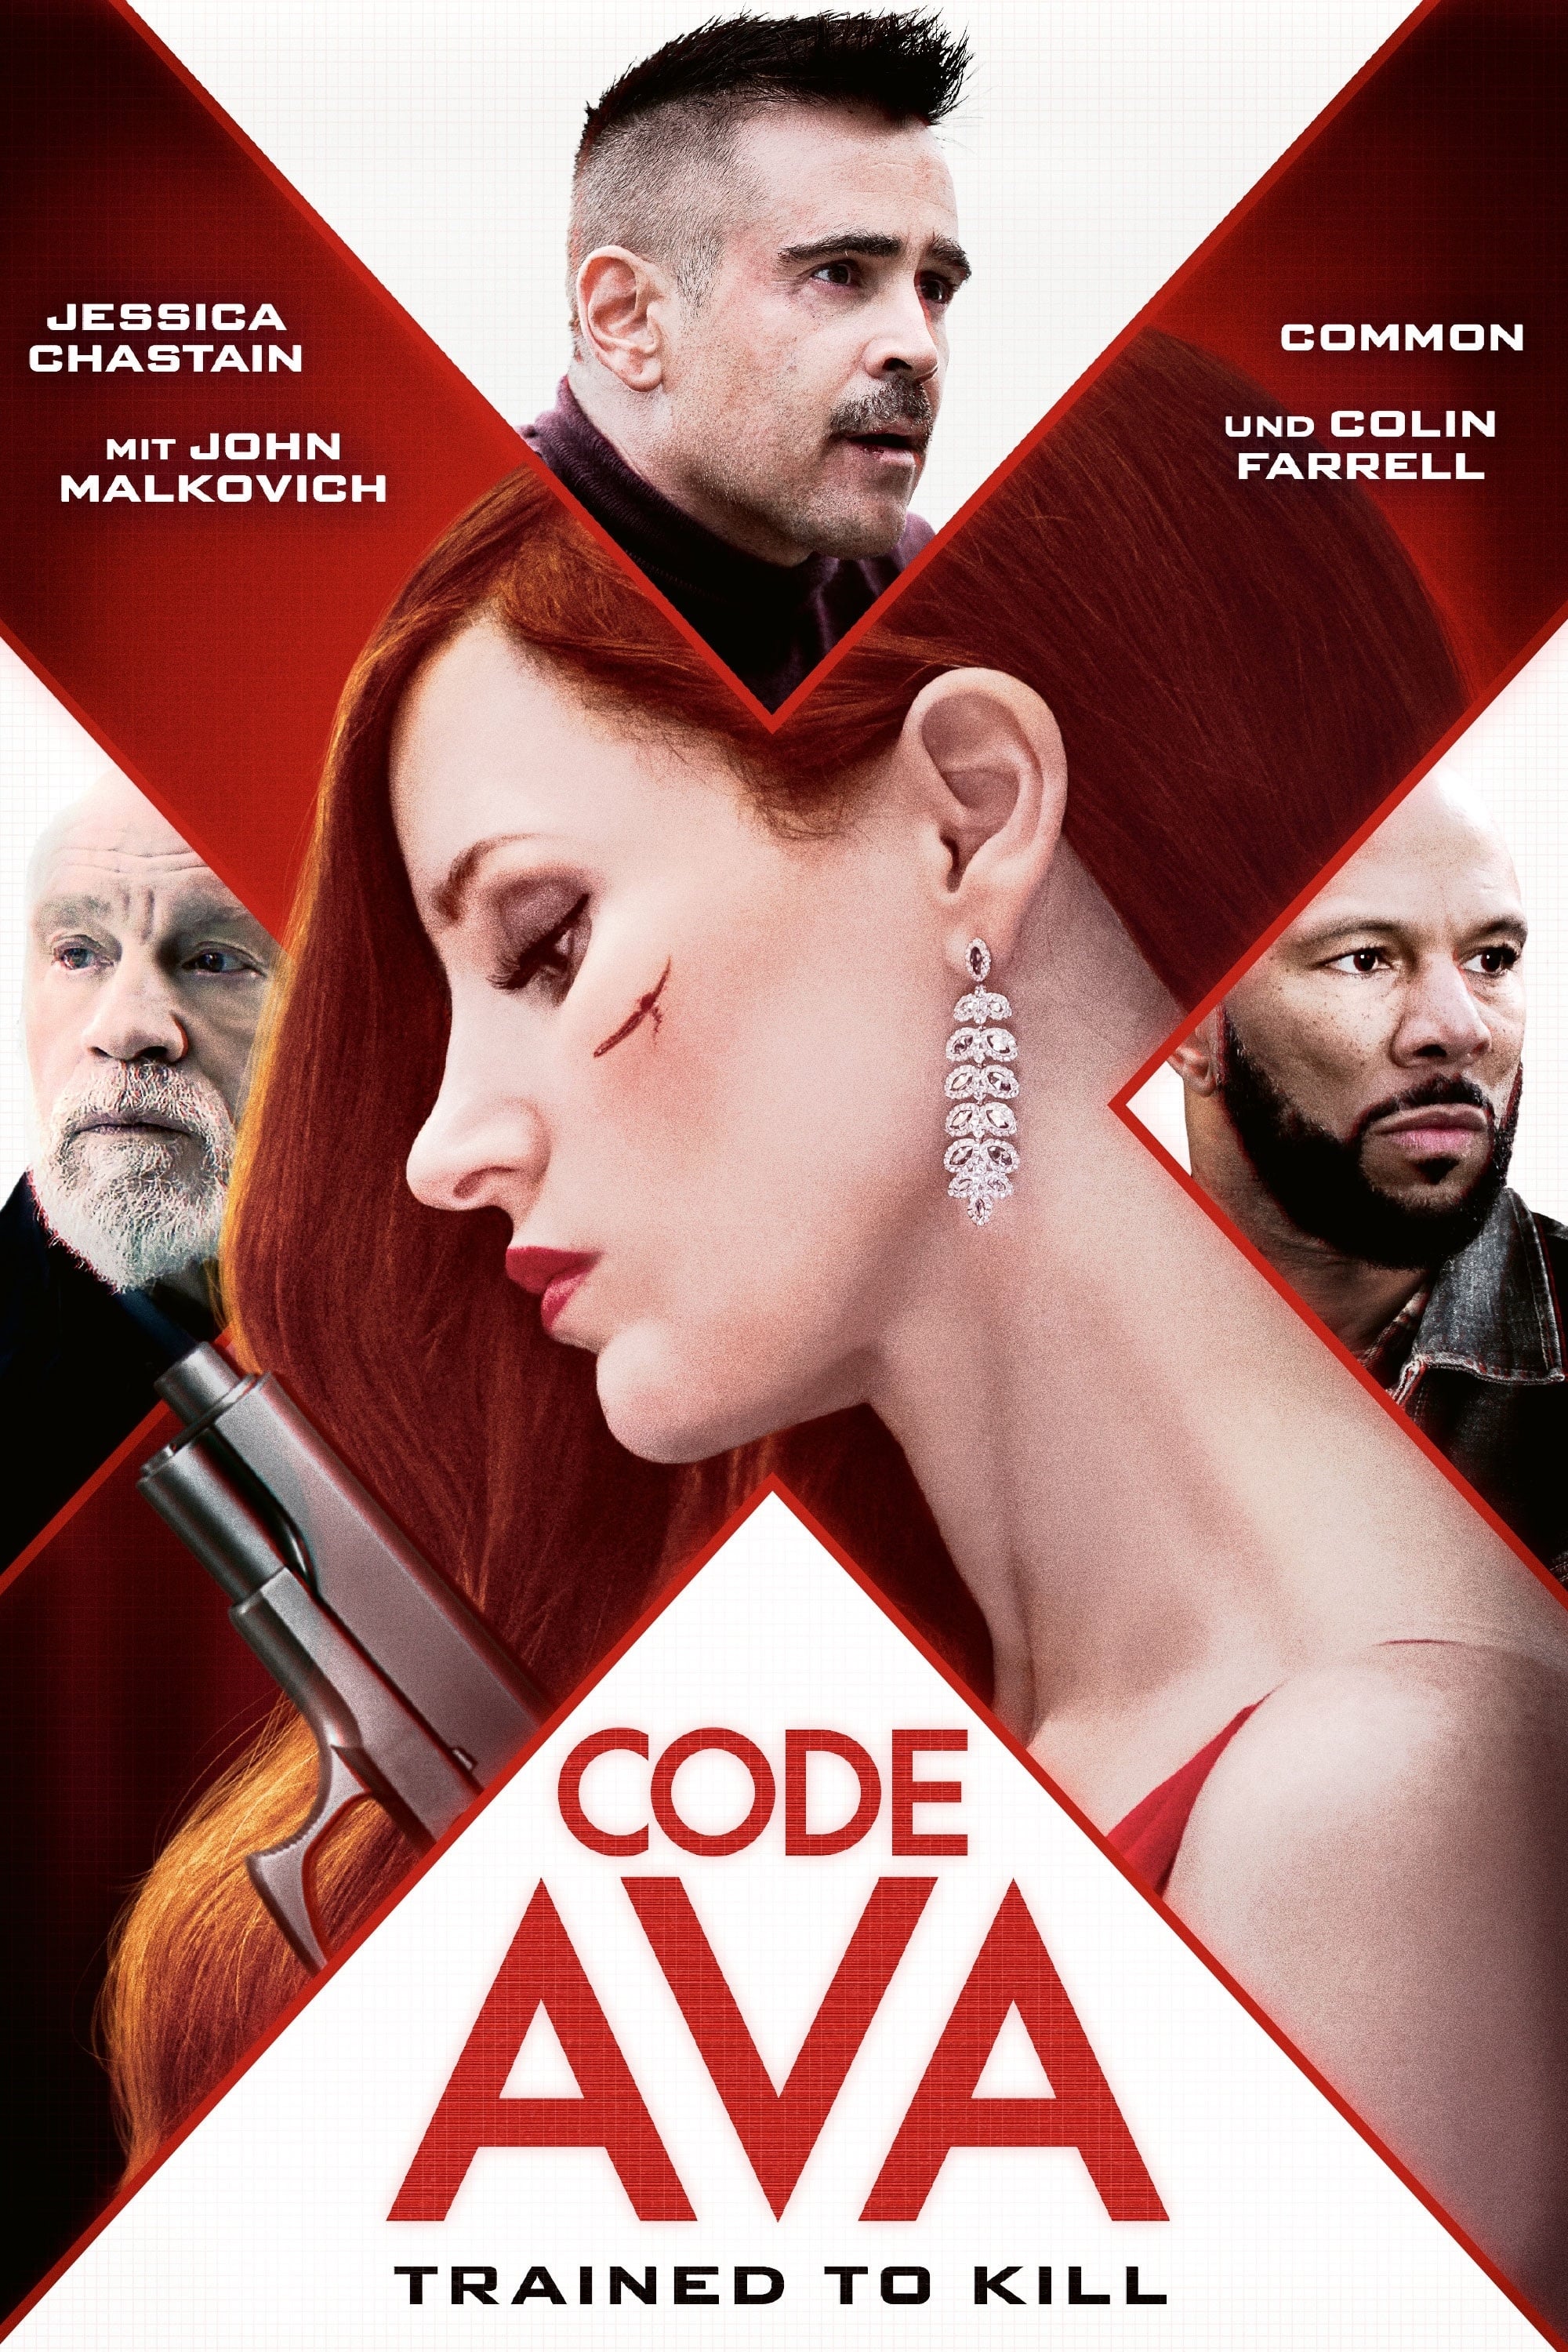 JESSICA
CHASTAIN
MIT JOHN
MALKOVICH
COMMON
UND COLIN
FARRELL
CODE
AVA
TRAINED TO KILL